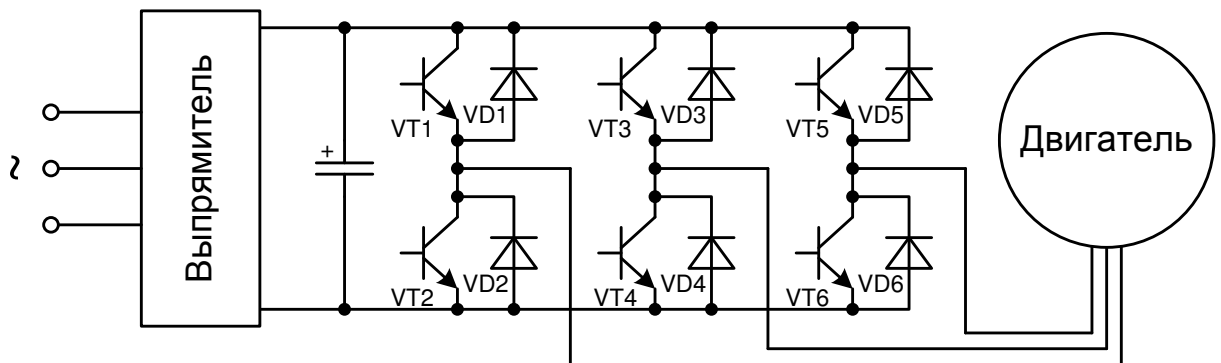 ~
Выпрямитель
+
VT1
VD1
VT3
VD3
VT5
VD5
VT2
VD2
VT4
VD4
VT6
VD6
Двигатель